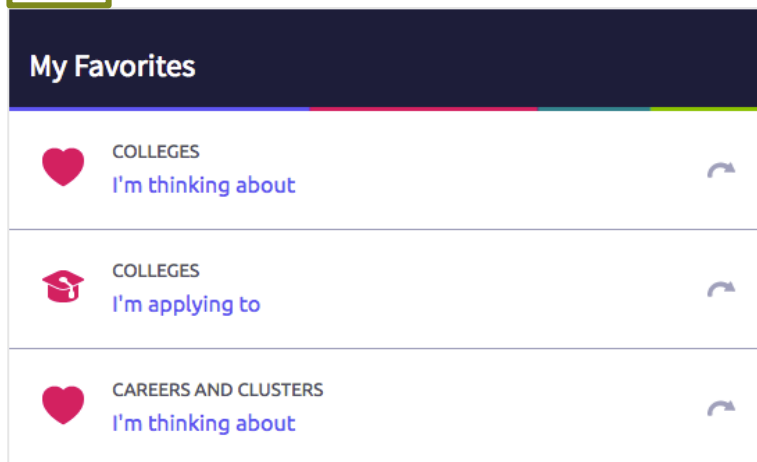 My Favorites
COLLEGES
I'm thinking about
COLLEGES
I'm applying to
CAREERS AND CLUSTERS
I'm thinking about